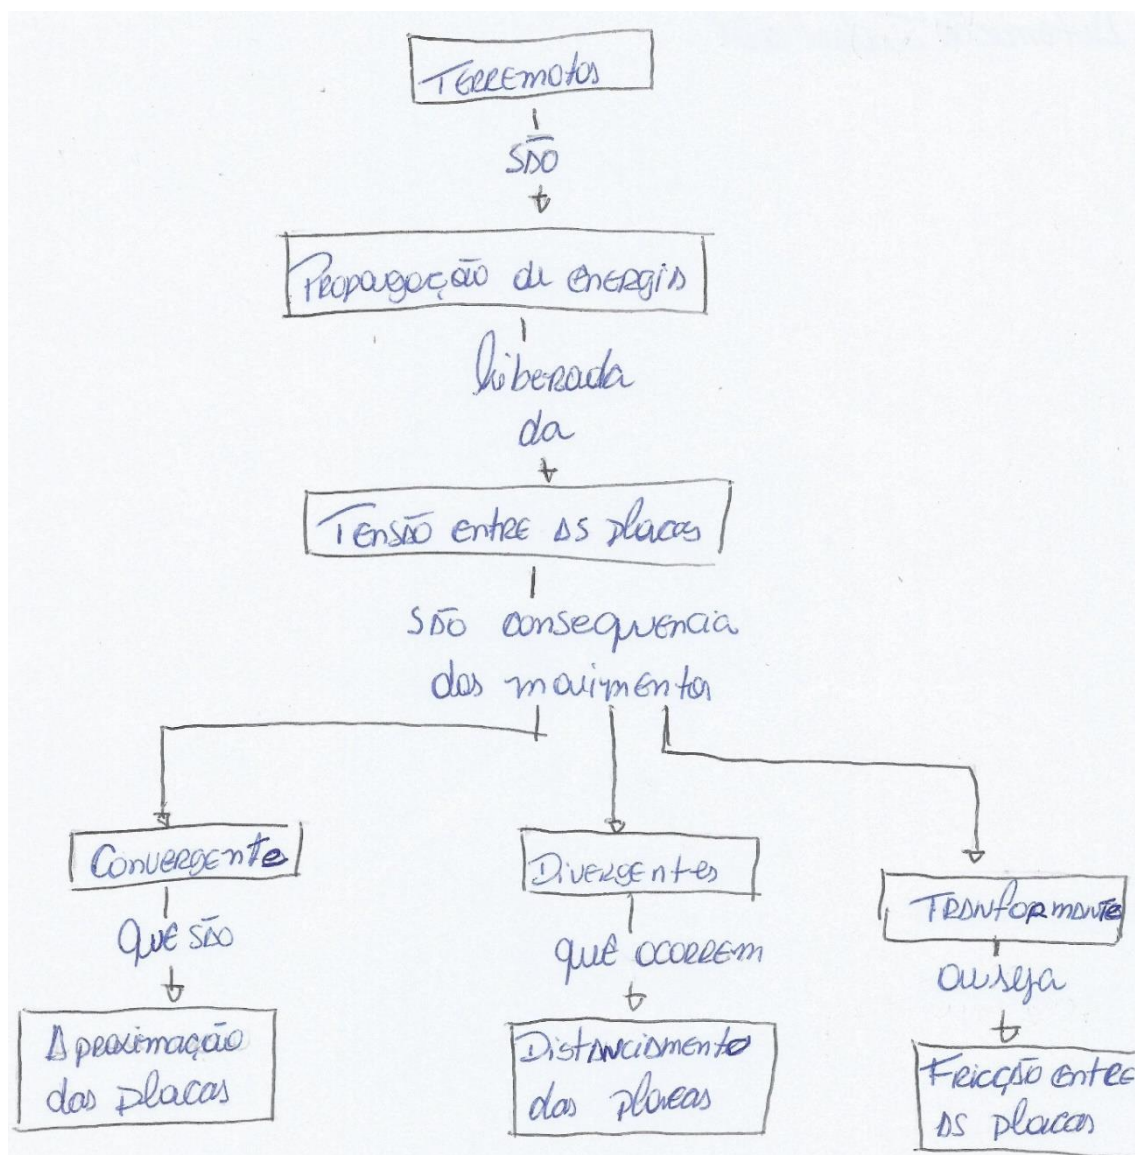 Terremotos
São
Propagação de energia
liberada
da
Tensão entre as placas
são consequencia
dos movimentos
Convergente
Que são
Aproximação
das placas
Divergentes
que ocorrem
Distanciamento
das placas
Tranformante
ou seja
Fricção entre
as placas